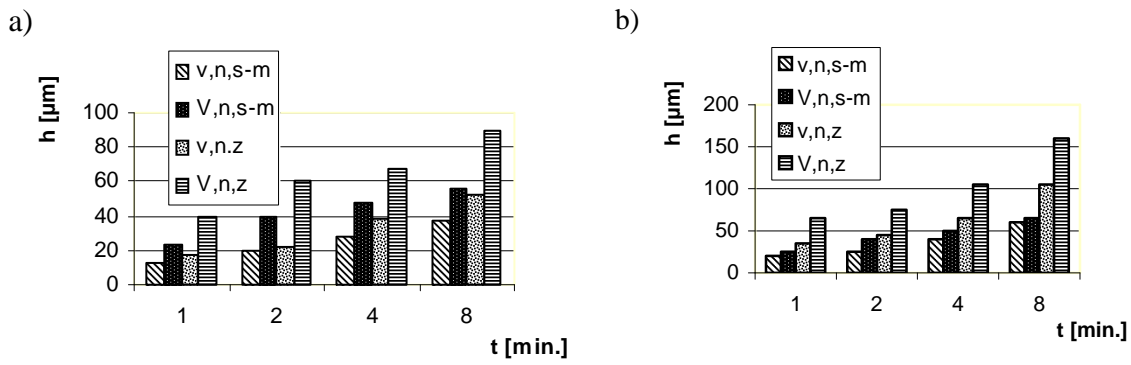 a)
h [µm]
100
80
60
40
20
0
v,n,s-m
V,n,s-m
v,n.z
V,n,z
1 2 4 8
t [min.]
b)
h [µm]
200
150
100
50
0
v,n,s-m
V,n,s-m
v,n,z
V,n,z
1 2 4 8
t [min.]